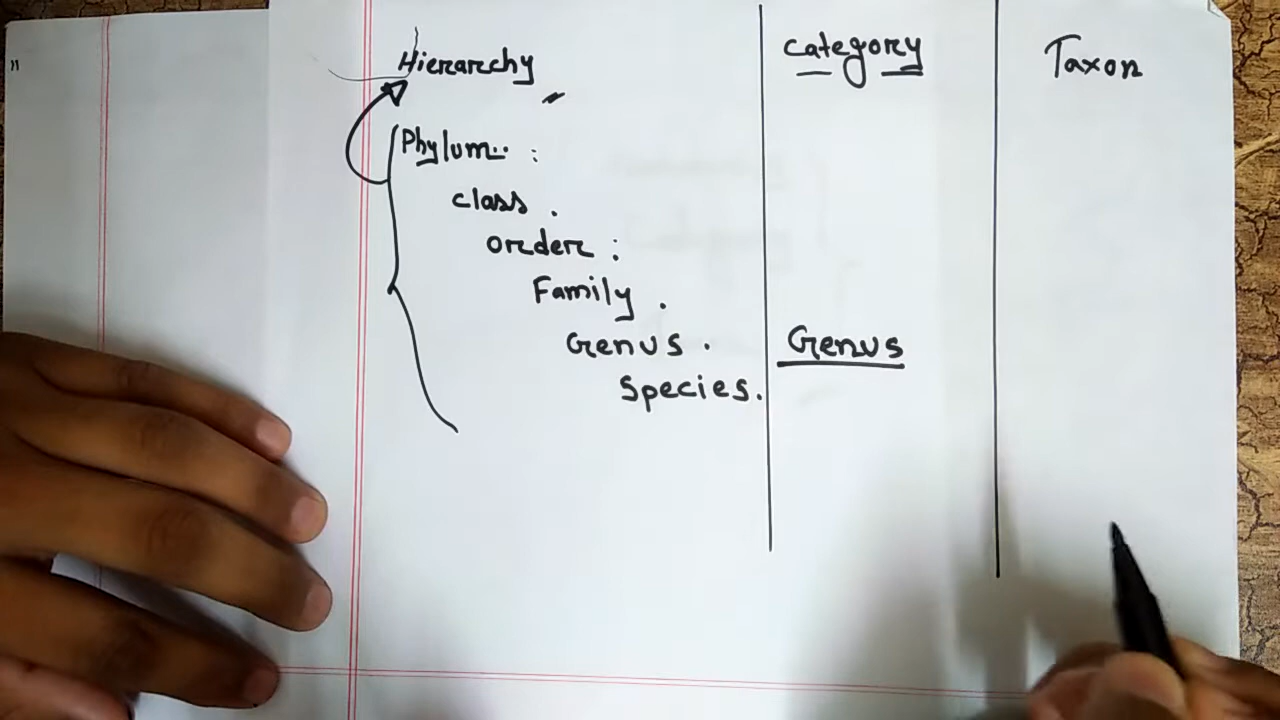 Hierarchy
Category
Taxon
Phylum :
class .
order :
Family .
Genus .
Genus
Species.